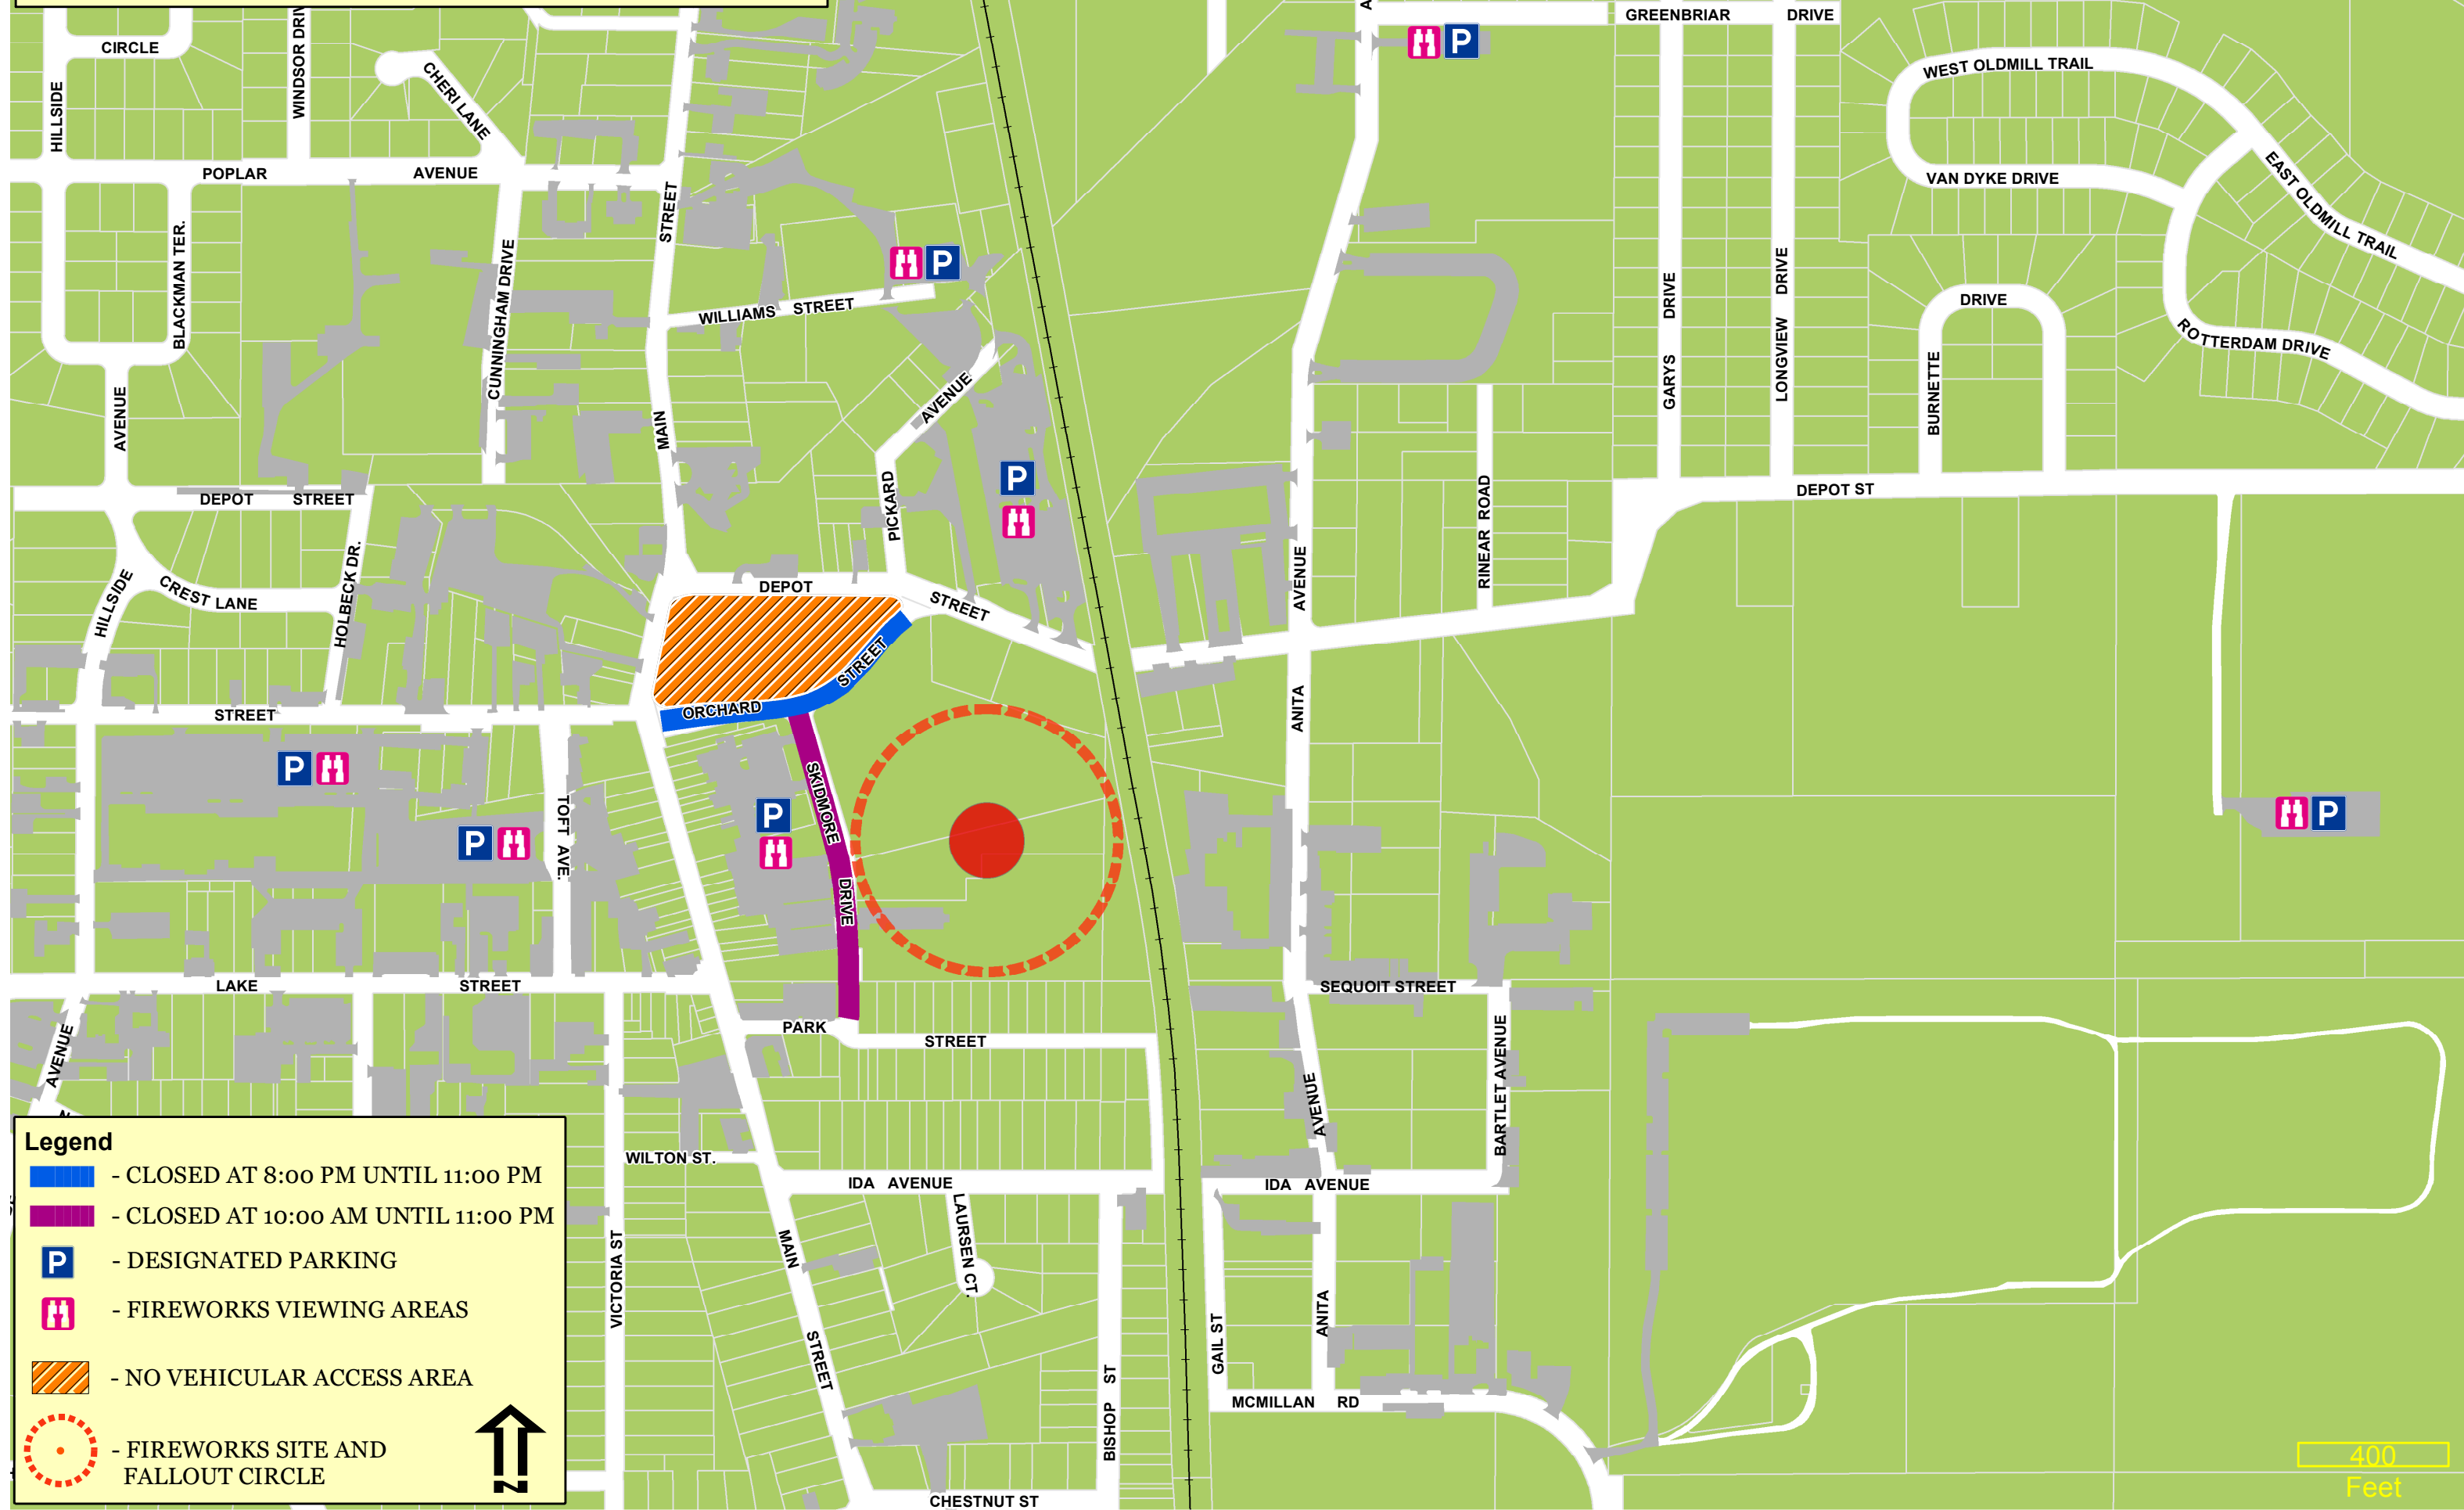 GREENBRIAR DRIVE
CIRCLE
WINDSOR DRIV
HILLSIDE
CHERI LANE
WEST OLDMILL TRAIL
POPLAR AVENUE
VAN DYKE DRIVE
EAST OLDMILL TRAIL
P
STREET
BLACKMAN TER.
CUNNINGHAM DRIVE
P
WILLIAMS STREET
GARYS DRIVE
LONGVIEW DRIVE
DRIVE
BURNETTE
ROTTERDAM DRIVE
AVENUE
MAIN
AVENUE
PICKARD
P
RINEAR ROAD
DEPOT ST
DEPOT STREET
HILLSIDE
CREST LANE
HOLBECK DR.
DEPOT
STREET
AVENUE
STREET
ORCHARD
STREET
ANITA
P
P
P
P
TOFT AVE.
SKIDMORE
DRIVE
LAKE STREET
SEQUOIT STREET
PARK
STREET
AVENUE
AVENUE
BARTLET AVENUE
WILTON ST.
IDA AVENUE
IDA AVENUE
LAURSEN CT.
VICTORIA ST
MAIN
STREET
BISHOP ST
GAIL ST
ANITA
MCMILLAN RD
CHESTNUT ST
Legend
- CLOSED AT 8:00 PM UNTIL 11:00 PM
- CLOSED AT 10:00 AM UNTIL 11:00 PM
P - DESIGNATED PARKING
- FIREWORKS VIEWING AREAS
- NO VEHICULAR ACCESS AREA
- FIREWORKS SITE AND
FALLOUT CIRCLE
N
400
Feet